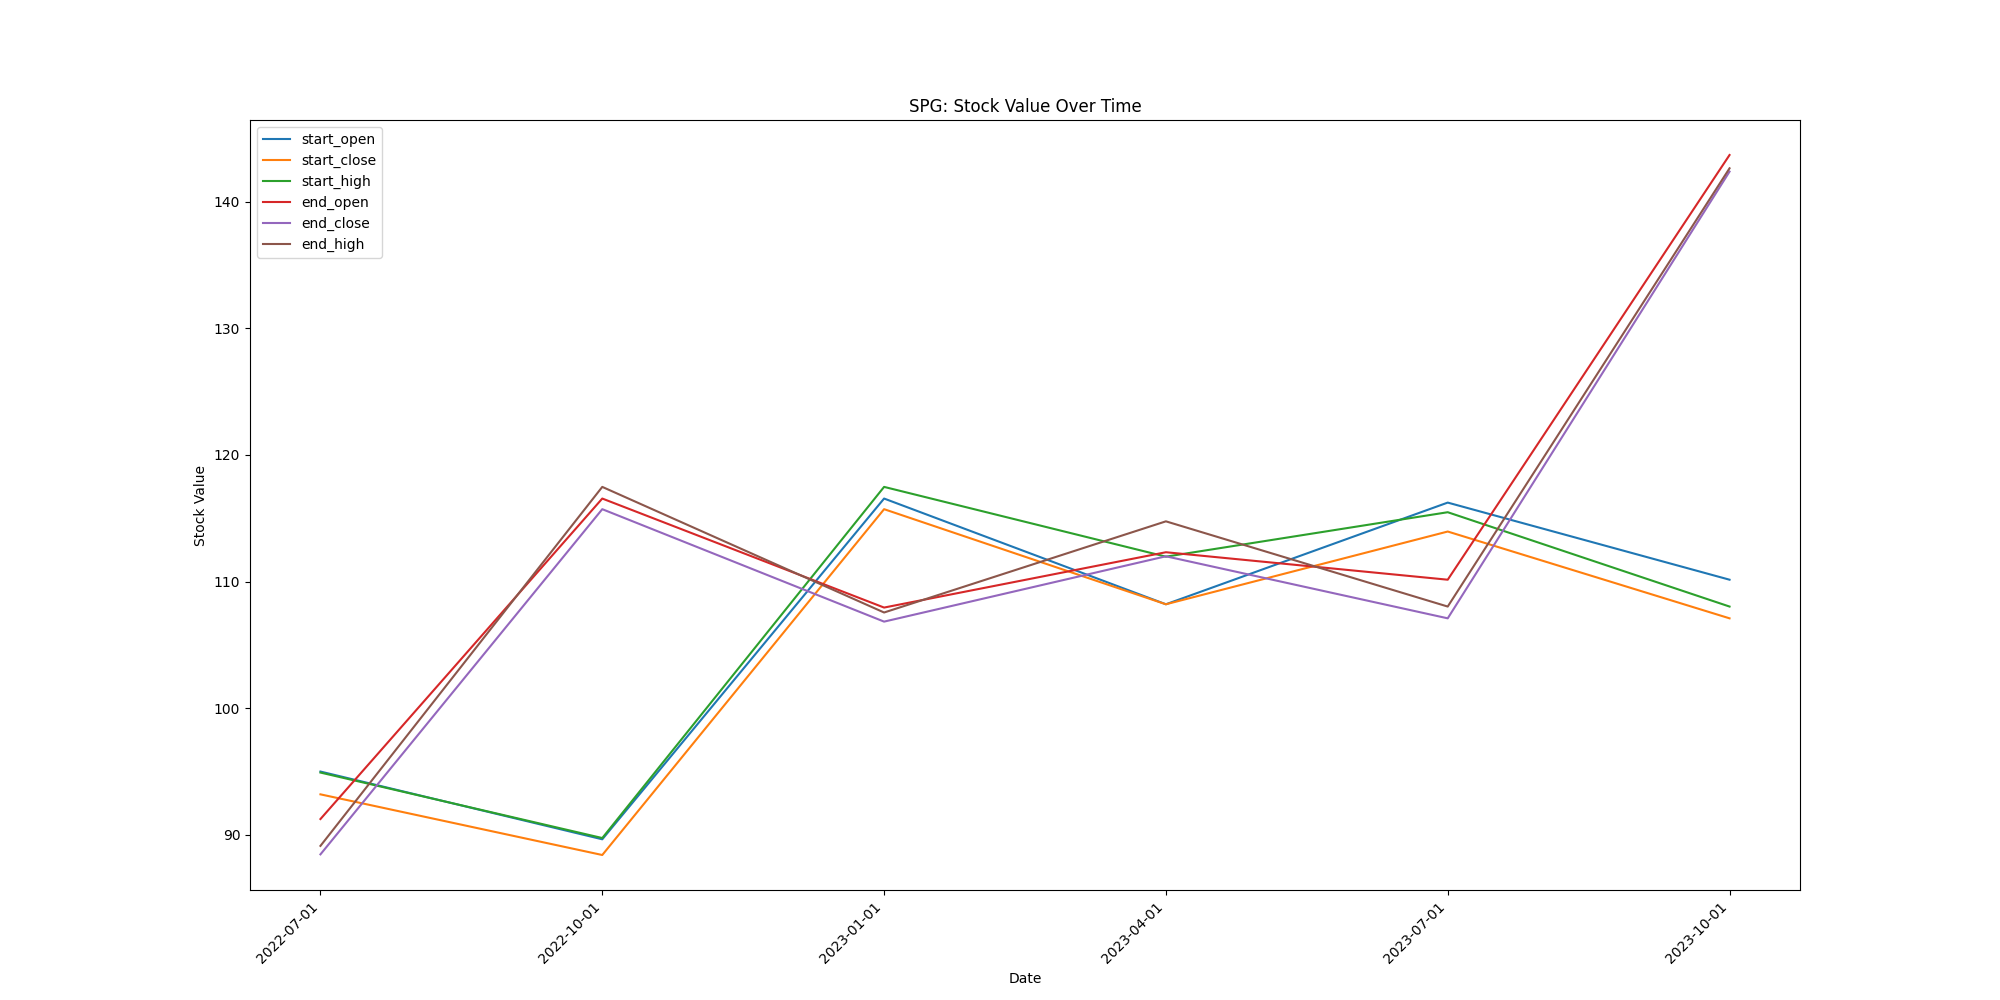 SPG: Stock Value Over Time
start_open
start_close
start_high
end_open
end_close
end_high
140
130
120
110
100
90
Stock Value
2022-07-01
2022-10-01
2023-01-01
2023-04-01
2023-07-01
2023-10-01
Date